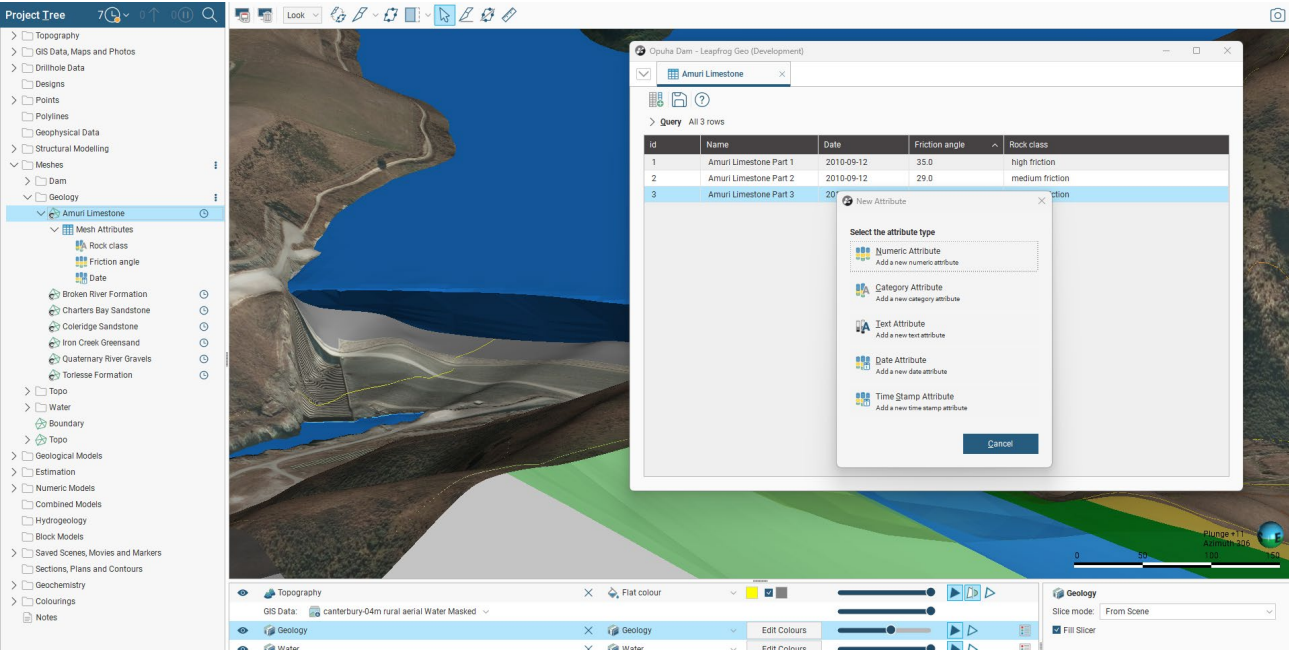 Project Tree 7 0 0
Look
Topography
GIS Data, Maps and Photos
Drillhole Data
Designs
Points
Polylines
Geophysical Data
Structural Modelling
Meshes
Dam
Geology
Amuri Limestone
Mesh Attributes
Rock class
Friction angle
Date
Broken River Formation
Charters Bay Sandstone
Coleridge Sandstone
Iron Creek Greensand
Quaternary River Gravels
Torlesse Formation
Topo
Water
Boundary
Topo
Geological Models
Estimation
Numeric Models
Combined Models
Hydrogeology
Block Models
Saved Scenes, Movies and Markers
Sections, Plans and Contours
Geochemistry
Colourings
Notes
Opuha Dam - Leapfrog Geo (Development)
Amuri Limestone
Query All 3 rows
id Name Date Friction angle Rock class
1 Amuri Limestone Part 1 2010-09-12 35.0 high friction
2 Amuri Limestone Part 2 2010-09-12 29.0 medium friction
3 Amuri Limestone Part 3
New Attribute
Select the attribute type
Numeric Attribute
Add a new numeric attribute
Category Attribute
Add a new category attribute
Text Attribute
Add a new text attribute
Date Attribute
Add a new date attribute
Time Stamp Attribute
Add a new time stamp attribute
Cancel
Plunge +11
Azimuth 306
0 50 100 150
Topography Flat colour
GIS Data: canterbury-04m rural aerial Water Masked
Geology Geology Edit Colours
Water Water Edit Colours
Geology
Slice mode: From Scene
Fill Slicer